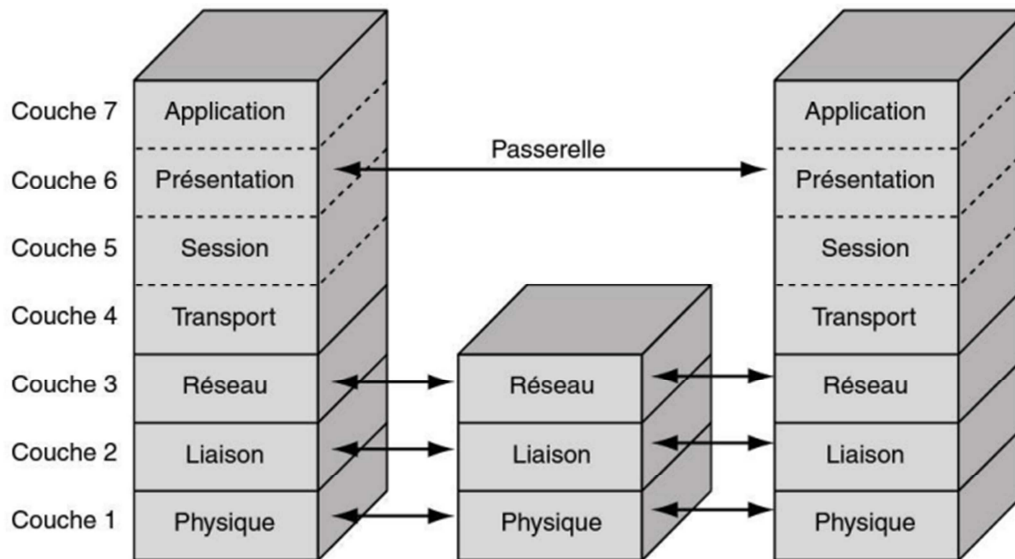 Couche 7 Application Application
Passerelle
Couche 6 Présentation Présentation
Couche 5 Session Session
Couche 4 Transport Transport
Couche 3 Réseau Réseau Réseau
Couche 2 Liaison Liaison Liaison
Couche 1 Physique Physique Physique